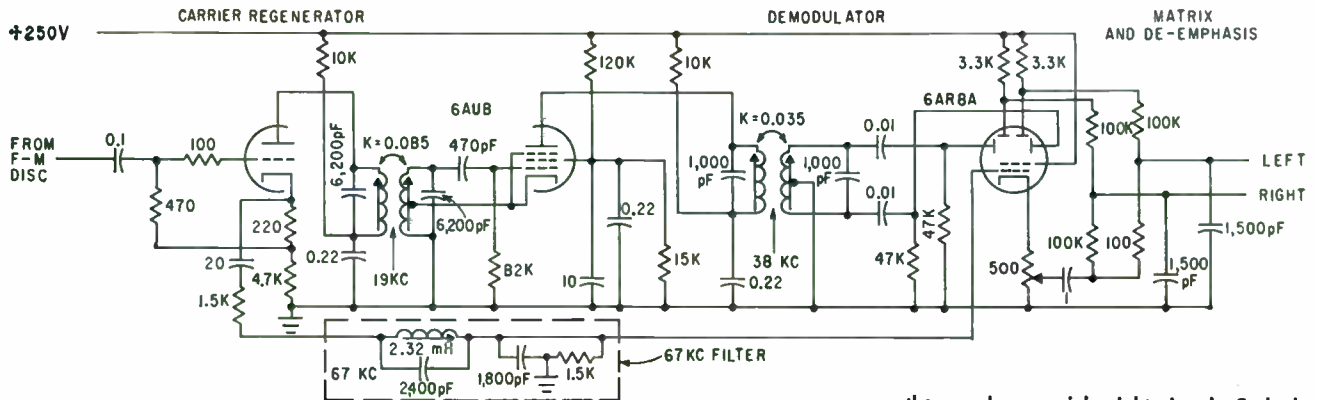 CARRIER REGENERATOR
DEMODULATOR
MATRIX
AND DE-EMPHASIS
+250V
10K
120K
10K
3.3K
3.3K
6AU8
6AR8A
FROM
F-M
DISC
0.1
100
6,200pF
K=0.085
470pF
K=0.035
1,000
pF
1,000
pF
0.01
0.01
100K
100K
LEFT
RIGHT
470
220
20
4.7K
1.5K
0.22
19KC
6,200pF
82K
0.22
10
15K
38 KC
0.22
47K
47K
500
100K
100
1
1,500
pF
1,500pF
2.32 mH
67 KC
2400pF
1,800pF
1.5K
67KC FILTER